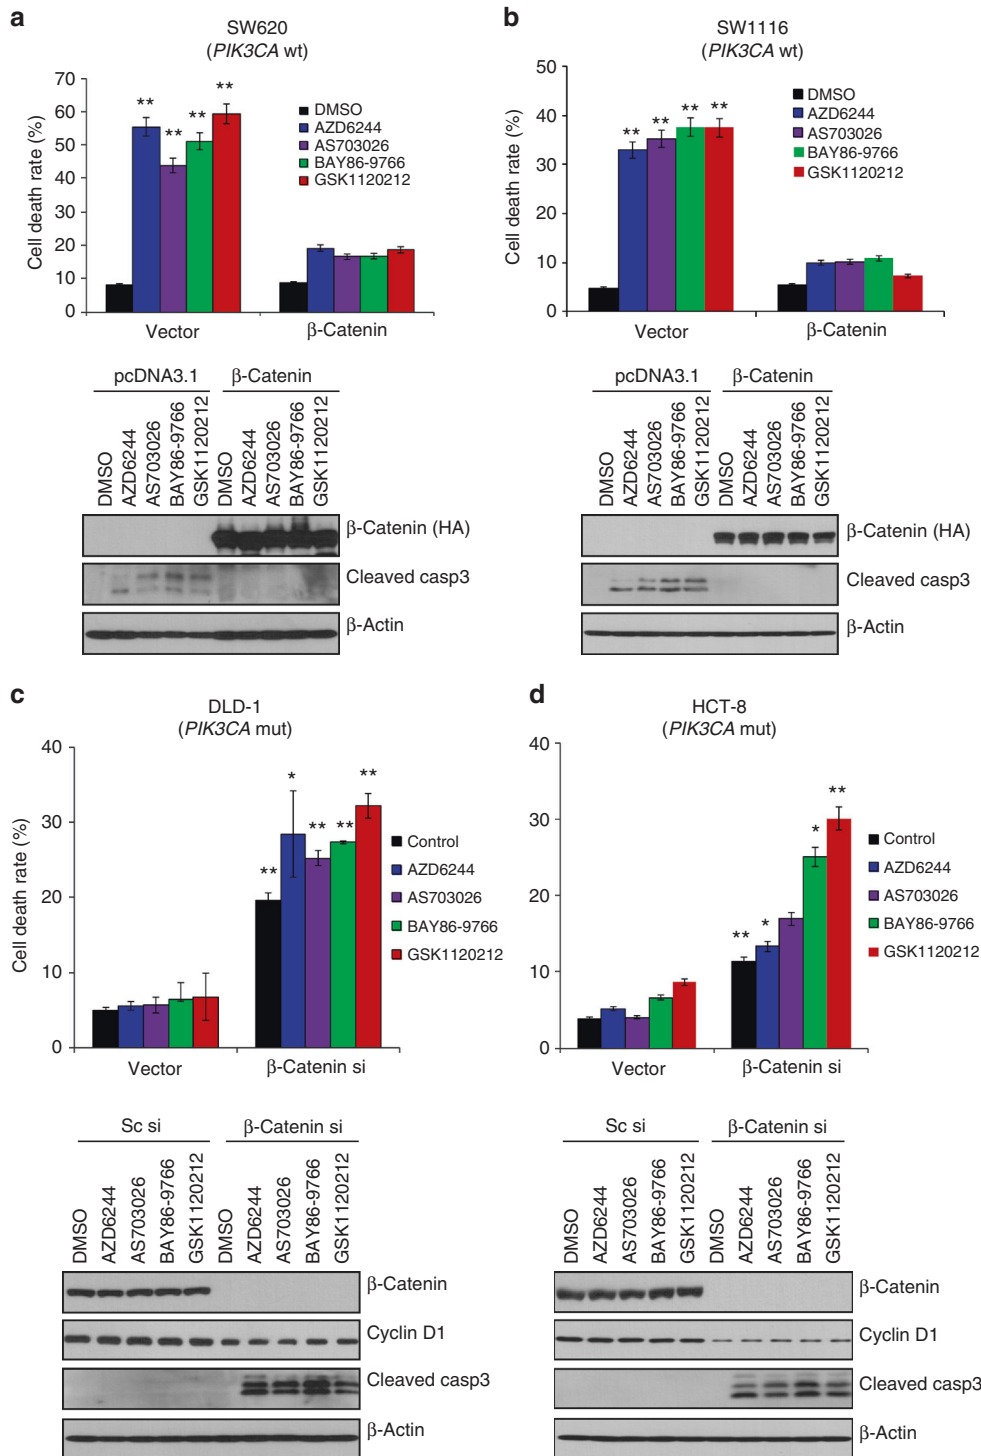 a
SW620
(PIK3CA wt)
Cell death rate (%)
70
60
50
40
30
20
10
0
** ** ** **
DMSO
AZD6244
AS703026
BAY86-9766
GSK1120212
Vector
β-Catenin
pcDNA3.1
β-Catenin
DMSO
AZD6244
AS703026
BAY86-9766
GSK1120212
DMSO
AZD6244
AS703026
BAY86-9766
GSK1120212
β-Catenin (HA)
Cleaved casp3
β-Actin
b
SW1116
(PIK3CA wt)
Cell death rate (%)
50
40
30
20
10
0
** ** ** **
DMSO
AZD6244
AS703026
BAY86-9766
GSK1120212
Vector
β-Catenin
pcDNA3.1
β-Catenin
DMSO
AZD6244
AS703026
BAY86-9766
GSK1120212
DMSO
AZD6244
AS703026
BAY86-9766
GSK1120212
β-Catenin (HA)
Cleaved casp3
β-Actin
c
DLD-1
(PIK3CA mut)
Cell death rate (%)
40
30
20
10
0
** * ** ** **
Control
AZD6244
AS703026
BAY86-9766
GSK1120212
Vector
β-Catenin si
Sc si
β-Catenin si
DMSO
AZD6244
AS703026
BAY86-9766
GSK1120212
DMSO
AZD6244
AS703026
BAY86-9766
GSK1120212
β-Catenin
Cyclin D1
Cleaved casp3
β-Actin
d
HCT-8
(PIK3CA mut)
40
30
20
10
0
** * * **
Control
AZD6244
AS703026
BAY86-9766
GSK1120212
Vector
β-Catenin si
Sc si
β-Catenin si
DMSO
AZD6244
AS703026
BAY86-9766
GSK1120212
DMSO
AZD6244
AS703026
BAY86-9766
GSK1120212
β-Catenin
Cyclin D1
Cleaved casp3
β-Actin